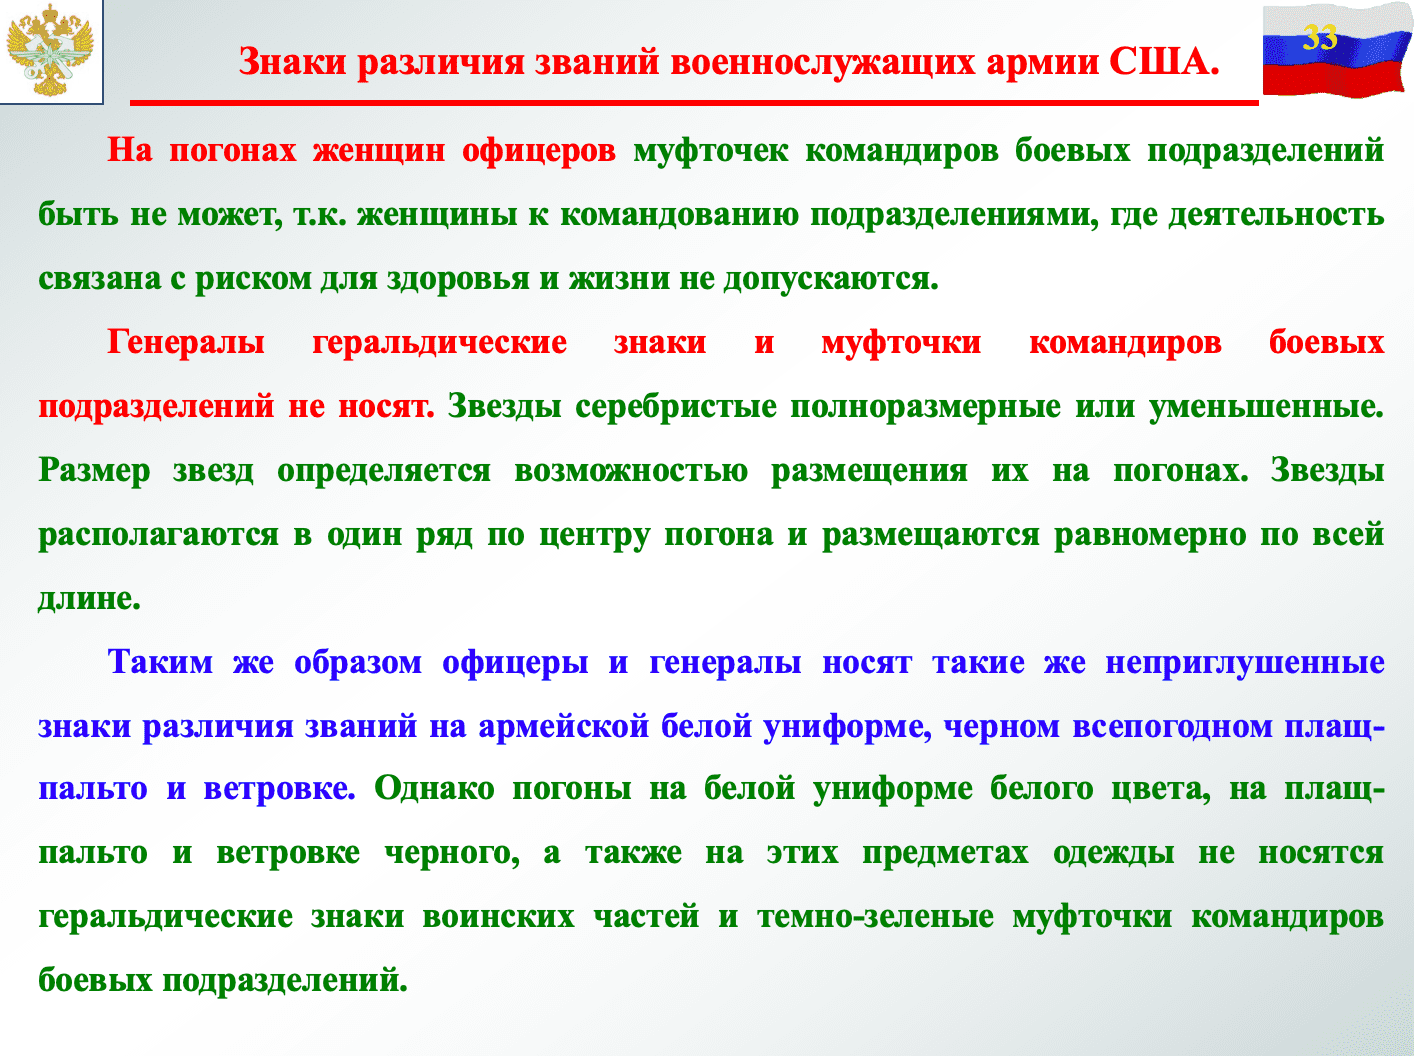 Знаки различия званий военнослужащих армии США.
33
На погонах женщин офицеров муфточек командиров боевых подразделений
быть не может, т.к. женщины к командованию подразделениями, где деятельность
связана с риском для здоровья и жизни не допускаются.
Генералы геральдические знаки и муфточки командиров боевых
подразделений не носят. Звезды серебристые полноразмерные или уменьшенные.
Размер звезд определяется возможностью размещения их на погонах. Звезды
располагаются в один ряд по центру погона и размещаются равномерно по всей
длине.
Таким же образом офицеры и генералы носят такие же неприглушенные
знаки различия званий на армейской белой униформе, черном всепогодном плащ-
пальто и ветровке. Однако погоны на белой униформе белого цвета, на плащ-
пальто и ветровке черного, а также на этих предметах одежды не носятся
геральдические знаки воинских частей и темно-зеленые муфточки командиров
боевых подразделений.